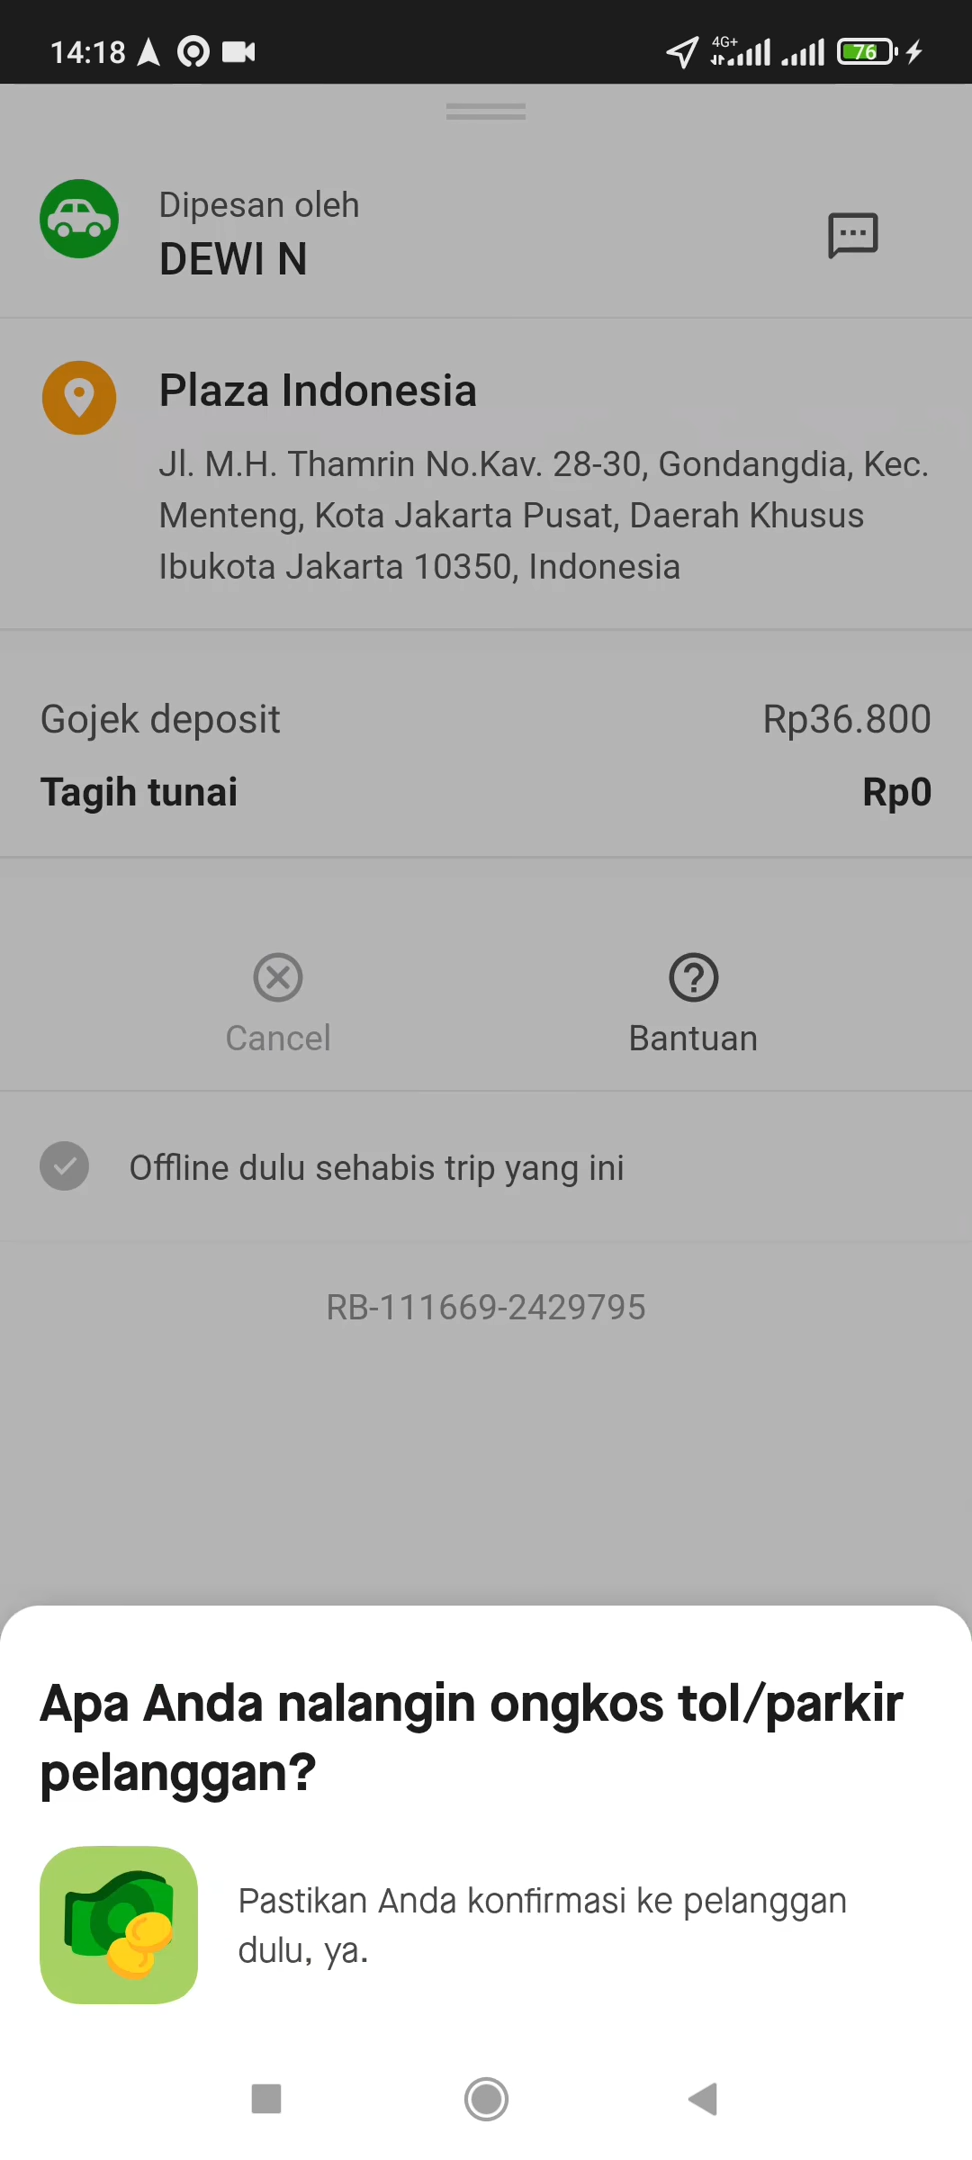 14:18
4G+
76
Dipesan oleh
DEWI N
Plaza Indonesia
Jl. M.H. Thamrin No.Kav. 28-30, Gondangdia, Kec.
Menteng, Kota Jakarta Pusat, Daerah Khusus
Ibukota Jakarta 10350, Indonesia
Gojek deposit Rp36.800
Tagih tunai Rp0
Cancel Bantuan
Offline dulu sehabis trip yang ini
RB-111669-2429795
Apa Anda nalangin ongkos tol/parkir
pelanggan?
Pastikan Anda konfirmasi ke pelanggan
dulu, ya.